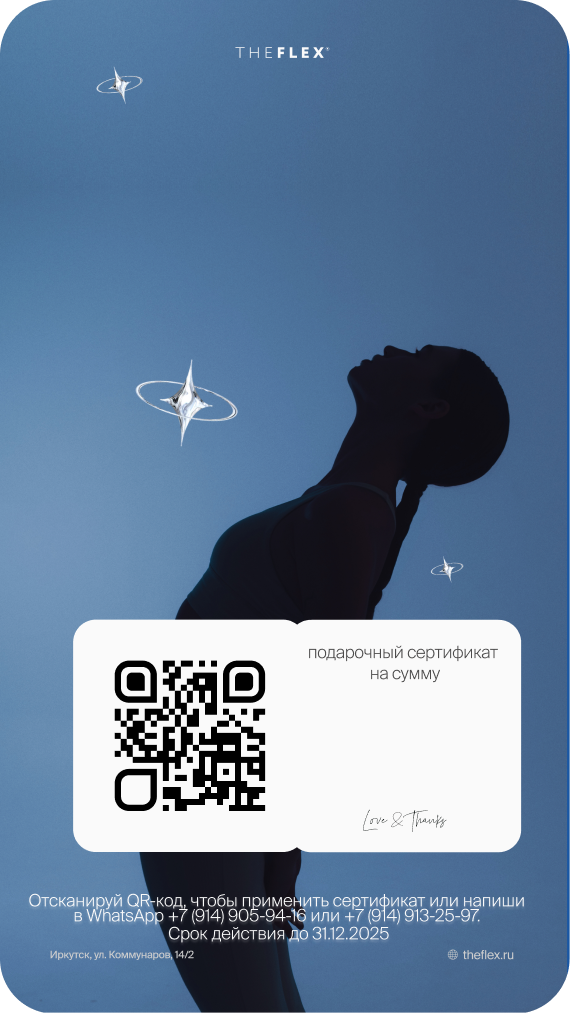 THEFLEX®
подарочный сертификат
на сумму
Love & Thanks
Отсканируй QR-код, чтобы применить сертификат или напиши
в WhatsApp +7 (914) 905-94-16 или +7 (914) 913-25-97.
Срок действия до 31.12.2025
Иркутск, ул. Коммунаров, 14/2
theflex.ru